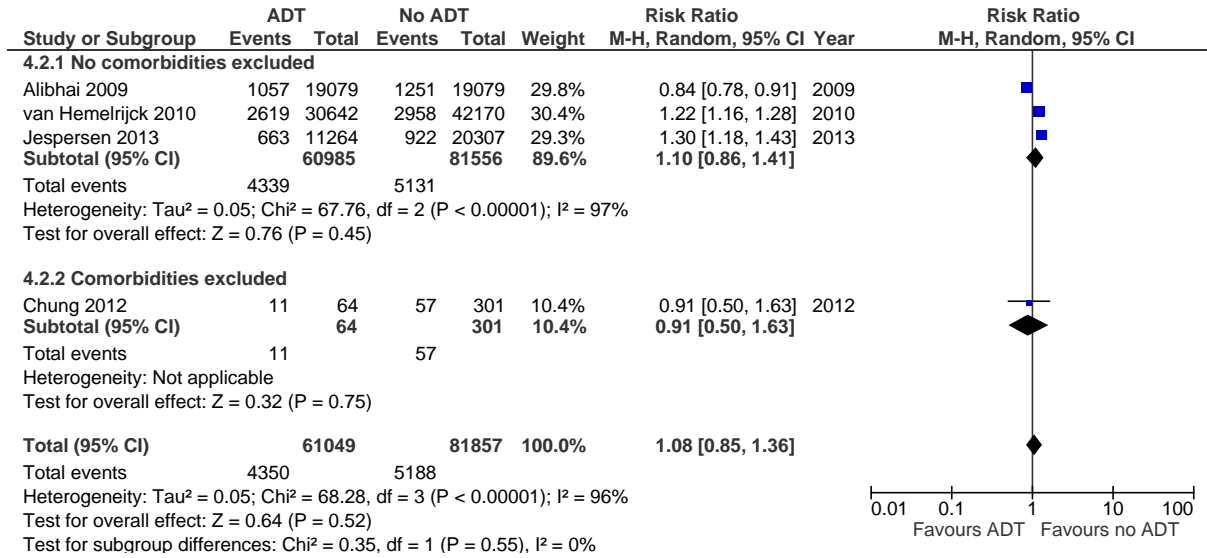 ADT No ADT Risk Ratio Risk Ratio
Study or Subgroup Events Total Events Total Weight M-H, Random, 95% CI Year M-H, Random, 95% CI
4.2.1 No comorbidities excluded
Alibhai 2009 1057 19079 1251 19079 29.8% 0.84 [0.78, 0.91] 2009
van Hemelrijck 2010 2619 30642 2958 42170 30.4% 1.22 [1.16, 1.28] 2010
Jespersen 2013 663 11264 922 20307 29.3% 1.30 [1.18, 1.43] 2013
Subtotal (95% CI) 60985 81556 89.6% 1.10 [0.86, 1.41]
Total events 4339 5131
Heterogeneity: Tau² = 0.05; Chi² = 67.76, df = 2 (P < 0.00001); I² = 97%
Test for overall effect: Z = 0.76 (P = 0.45)
4.2.2 Comorbidities excluded
Chung 2012 11 64 57 301 10.4% 0.91 [0.50, 1.63] 2012
Subtotal (95% CI) 64 301 10.4% 0.91 [0.50, 1.63]
Total events 11 57
Heterogeneity: Not applicable
Test for overall effect: Z = 0.32 (P = 0.75)
Total (95% CI) 61049 81857 100.0% 1.08 [0.85, 1.36]
Total events 4350 5188
Heterogeneity: Tau² = 0.05; Chi² = 68.28, df = 3 (P < 0.00001); I² = 96%
Test for overall effect: Z = 0.64 (P = 0.52)
Test for subgroup differences: Chi² = 0.35, df = 1 (P = 0.55), I² = 0%
0.01 0.1 1 10 100
Favours ADT Favours no ADT